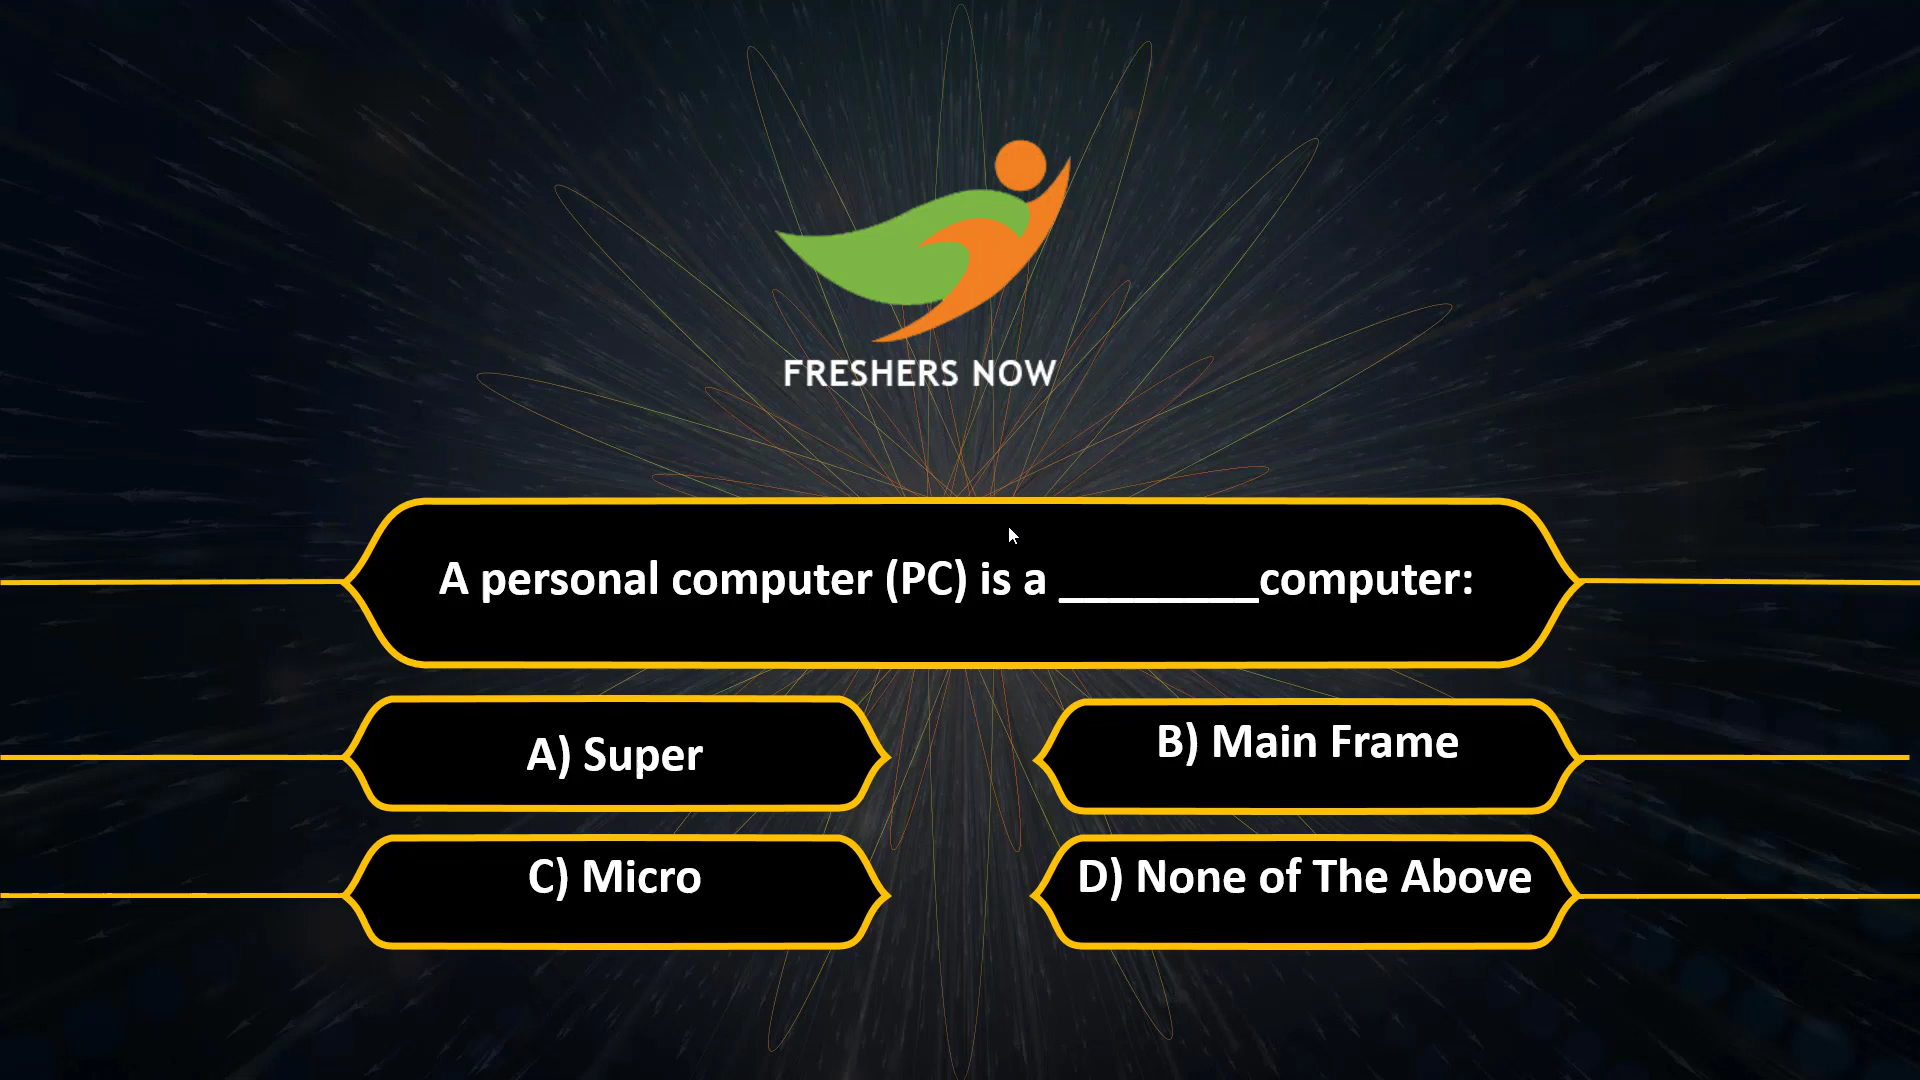 FRESHERS NOW
A personal computer (PC) is a ________computer:
A) Super
B) Main Frame
C) Micro
D) None of The Above